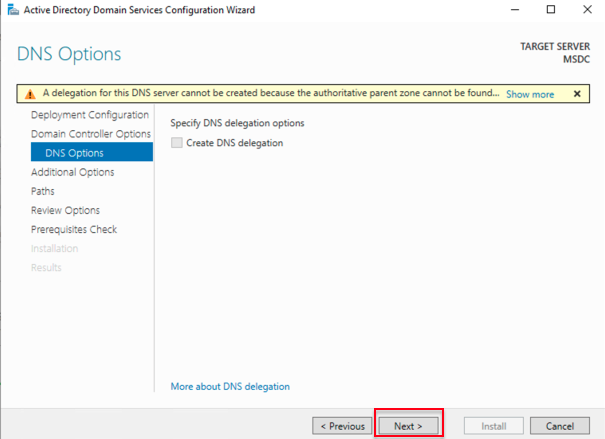 Active Directory Domain Services Configuration Wizard
DNS Options
TARGET SERVER
MSDC
A delegation for this DNS server cannot be created because the authoritative parent zone cannot be found... Show more
Deployment Configuration
Domain Controller Options
DNS Options
Additional Options
Paths
Review Options
Prerequisites Check
Installation
Results
Specify DNS delegation options
Create DNS delegation
More about DNS delegation
< Previous
Next >
Install
Cancel